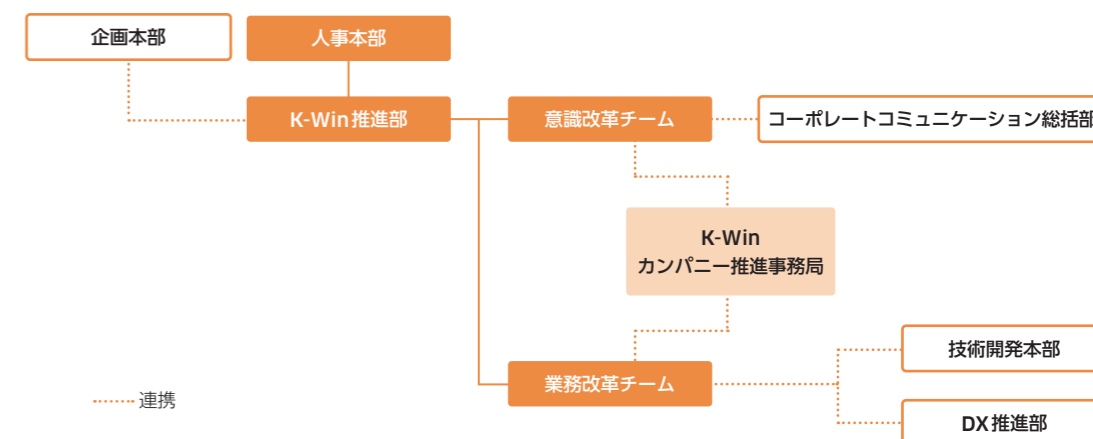 企画本部
人事本部
K-Win推進部
意識改革チーム
コーポレートコミュニケーション総括部
K-Win
カンパニー推進事務局
技術開発本部
業務改革チーム
連携
DX推進部